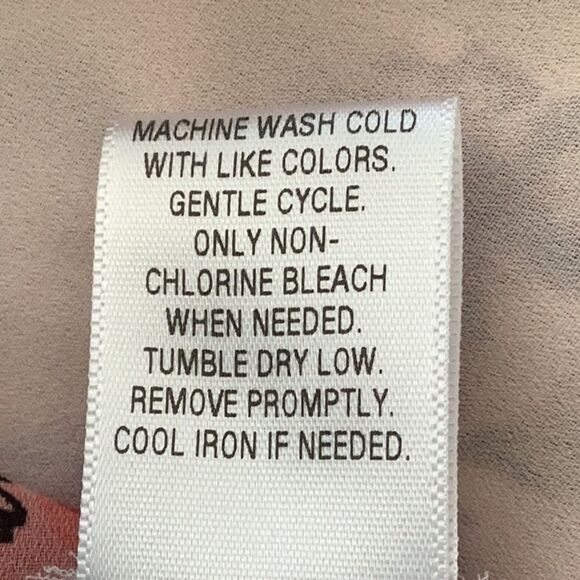 MACHINE WASH COLD
WITH LIKE COLORS.
GENTLE CYCLE.
ONLY NON-
CHLORINE BLEACH
WHEN NEEDED.
TUMBLE DRY LOW.
REMOVE PROMPTLY.
COOL IRON IF NEEDED.